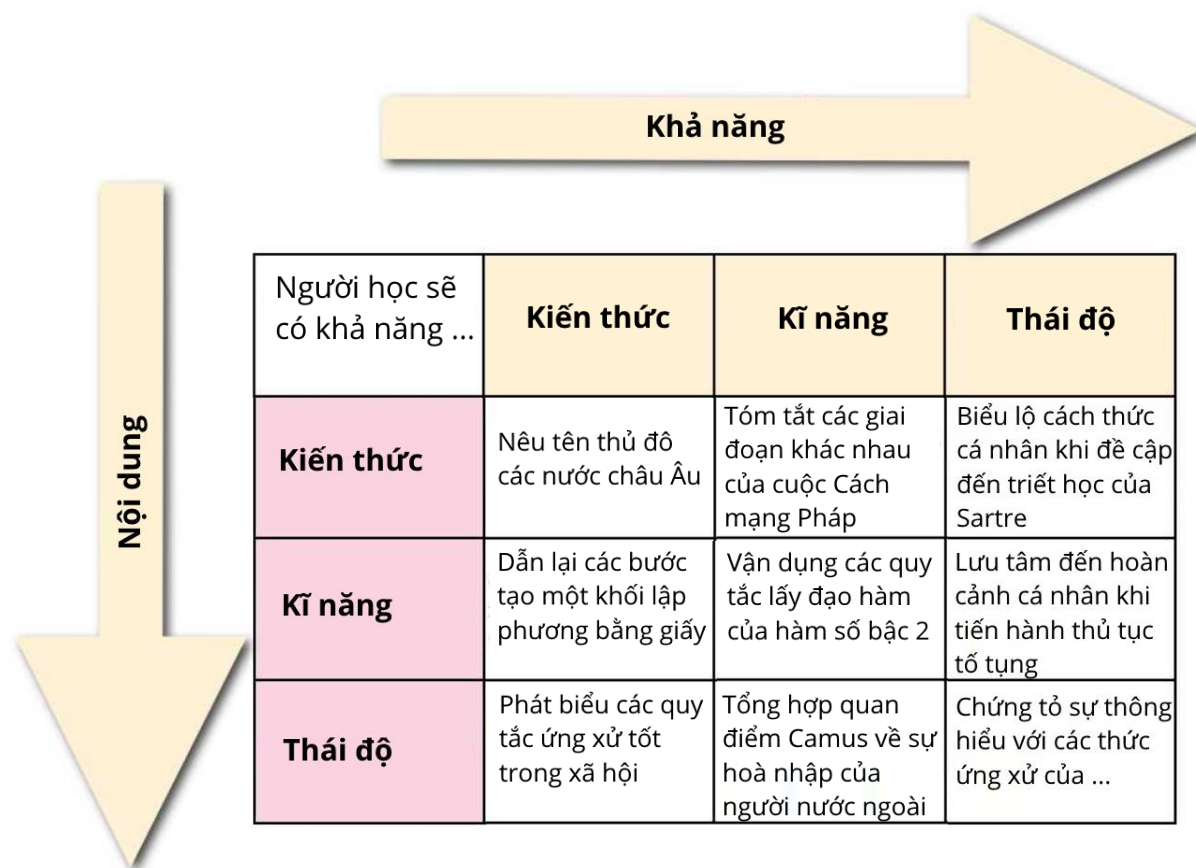 Khả năng
Nội dung
Người học sẽ
có khả năng ...
Kiến thức
Kĩ năng
Thái độ
Kiến thức
Nêu tên thủ đô
các nước châu Âu
Tóm tắt các giai
đoạn khác nhau
của cuộc Cách
mạng Pháp
Biểu lộ cách thức
cá nhân khi đề cập
đến triết học của
Sartre
Kĩ năng
Dẫn lại các bước
tạo một khối lập
phương bằng giấy
Vận dụng các quy
tắc lấy đạo hàm
của hàm số bậc 2
Lưu tâm đến hoàn
cảnh cá nhân khi
tiến hành thủ tục
tố tụng
Thái độ
Phát biểu các quy
tắc ứng xử tốt
trong xã hội
Tổng hợp quan
điểm Camus về sự
hoà nhập của
người nước ngoài
Chứng tỏ sự thông
hiểu với các thức
ứng xử của ...